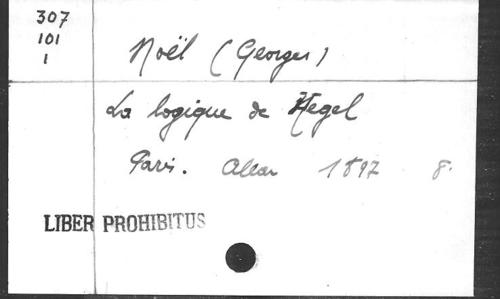 307
101
1
Noël (Georges)
La logique de Hegel
Paris. Alcan 1897 8°
LIBER PROHIBITUS